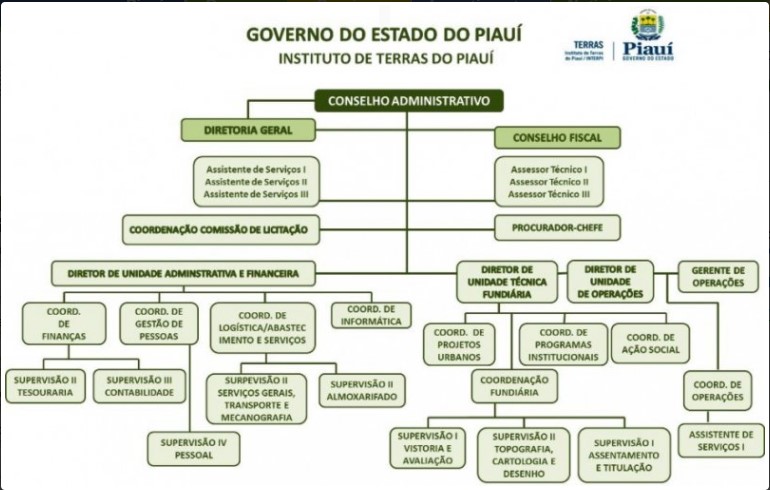 GOVERNO DO ESTADO DO PIAUÍ
INSTITUTO DE TERRAS DO PIAUÍ
TERRAS
Instituto de Terras
do Piauí / INTERPI
Piauí
GOVERNO DO ESTADO
CONSELHO ADMINISTRATIVO
DIRETORIA GERAL
CONSELHO FISCAL
Assistente de Serviços I
Assistente de Serviços II
Assistente de Serviços III
Assessor Técnico I
Assessor Técnico II
Assessor Técnico III
COORDENAÇÃO COMISSÃO DE LICITAÇÃO
PROCURADOR-CHEFE
DIRETOR DE UNIDADE ADMINSTRATIVA E FINANCEIRA
DIRETOR DE
UNIDADE TÉCNICA
FUNDIÁRIA
DIRETOR DE
UNIDADE
DE OPERAÇÕES
GERENTE DE
OPERAÇÕES
COORD.
DE
FINANÇAS
COORD. DE
GESTÃO DE
PESSOAS
COORD. DE
LOGÍSTICA/ABASTEC
IMENTO E SERVIÇOS
COORD. DE
INFORMÁTICA
COORD. DE
PROJETOS
URBANOS
COORD. DE
PROGRAMAS
INSTITUCIONAIS
COORD. DE
AÇÃO SOCIAL
SUPERVISÃO II
TESOURARIA
SUPERVISÃO III
CONTABILIDADE
SURPEVISÃO II
SERVIÇOS GERAIS,
TRANSPORTE E
MECANOGRAFIA
SUPERVISÃO II
ALMOXARIFADO
COORDENAÇÃO
FUNDIÁRIA
COORD. DE
OPERAÇÕES
SUPERVISÃO IV
PESSOAL
SUPERVISÃO I
VISTORIA E
AVALIAÇÃO
SUPERVISÃO II
TOPOGRAFIA,
CARTOLOGIA E
DESENHO
SUPERVISÃO I
ASSENTAMENTO
E TITULAÇÃO
ASSISTENTE DE
SERVIÇOS I